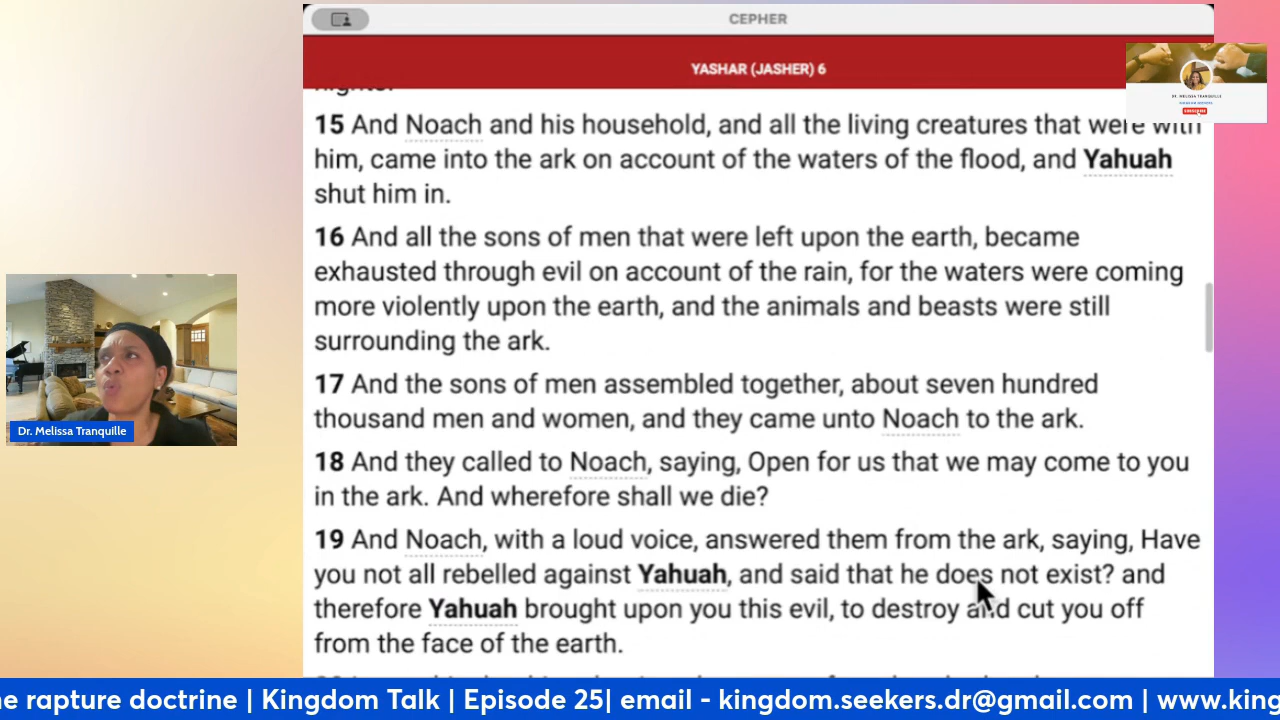 CEPHER
YASHAR (JASHER) 6
15 And Noach and his household, and all the living creatures that were with
him, came into the ark on account of the waters of the flood, and Yahuah
shut him in.
16 And all the sons of men that were left upon the earth, became
exhausted through evil on account of the rain, for the waters were coming
more violently upon the earth, and the animals and beasts were still
surrounding the ark.
17 And the sons of men assembled together, about seven hundred
thousand men and women, and they came unto Noach to the ark.
18 And they called to Noach, saying, Open for us that we may come to you
in the ark. And wherefore shall we die?
19 And Noach, with a loud voice, answered them from the ark, saying, Have
you not all rebelled against Yahuah, and said that he does not exist? and
therefore Yahuah brought upon you this evil, to destroy and cut you off
from the face of the earth.
DR. MELISSA TRANQUILLE
KINGDOM SEEKERS
SUBSCRIBE
Dr. Melissa Tranquille
e rapture doctrine | Kingdom Talk | Episode 25| email - kingdom.seekers.dr@gmail.com | www.king